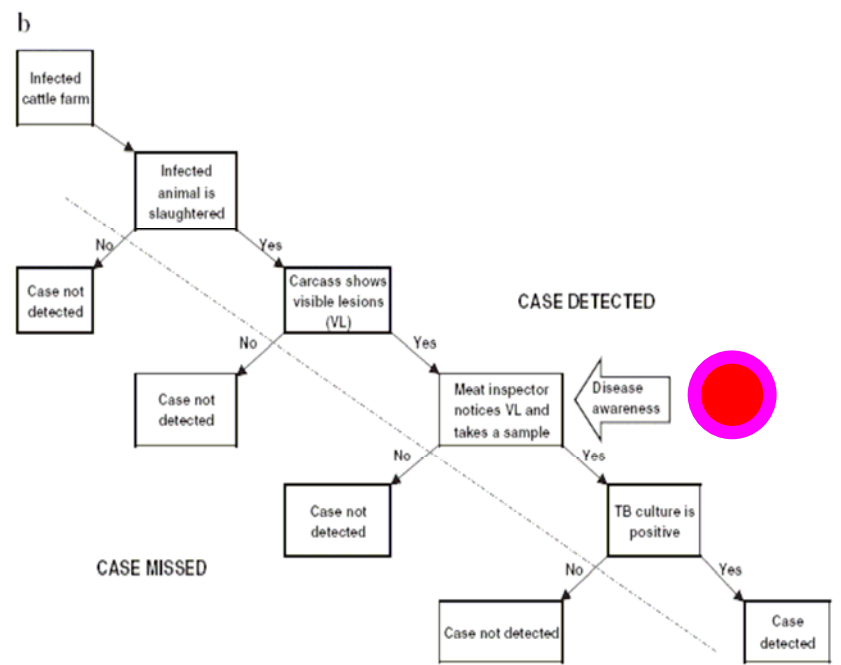 b
Infected
cattle farm
Infected
animal is
slaughtered
No
Yes
Case not
detected
Carcass shows
visible lesions
(VL)
CASE DETECTED
No
Yes
Case not
detected
Meat inspector
notices VL and
takes a sample
Disease
awareness
No
Yes
Case not
detected
TB culture is
positive
CASE MISSED
No
Yes
Case not detected
Case
detected